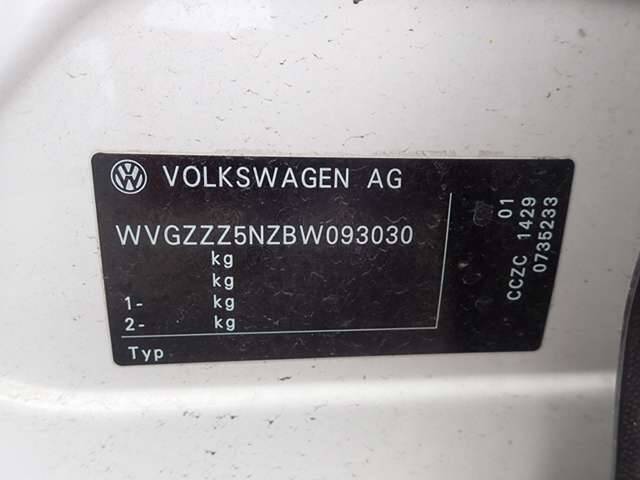 VOLKSWAGEN AG
WVGZZZ5NZBW093030
kg
kg
1- kg
2- kg
Typ
01
CCZC 1429
0735233